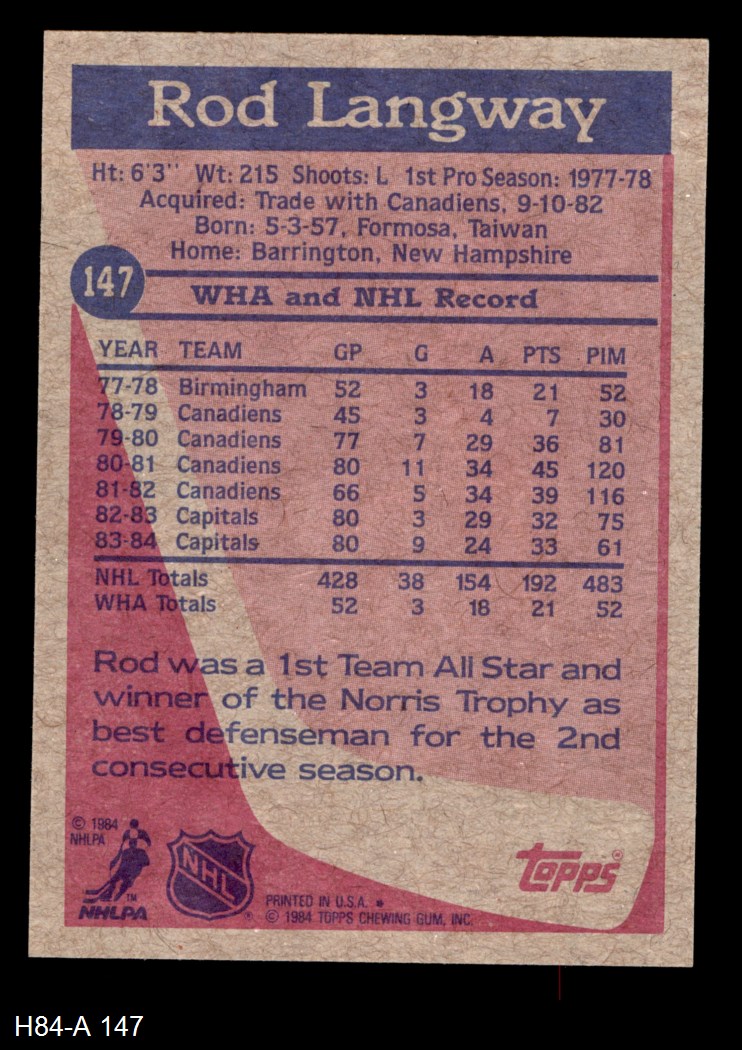 Rod Langway
Ht: 6'3" Wt: 215 Shoots: L 1st Pro Season: 1977-78
Acquired: Trade with Canadiens, 9-10-82
Born: 5-3-57, Formosa, Taiwan
Home: Barrington, New Hampshire
147
WHA and NHL Record
YEAR TEAM GP G A PTS PIM
77-78 Birmingham 52 3 18 21 52
78-79 Canadiens 45 3 4 7 30
79-80 Canadiens 77 7 29 36 81
80-81 Canadiens 80 11 34 45 120
81-82 Canadiens 66 5 34 39 116
82-83 Capitals 80 3 29 32 75
83-84 Capitals 80 9 24 33 61
NHL Totals 428 38 154 192 483
WHA Totals 52 3 18 21 52
Rod was a 1st Team All Star and
winner of the Norris Trophy as
best defenseman for the 2nd
consecutive season.
© 1984
NHLPA
™
NHLPA
NHL
®
topps®
PRINTED IN U.S.A.
© 1984 TOPPS CHEWING GUM, INC.
H84-A 147